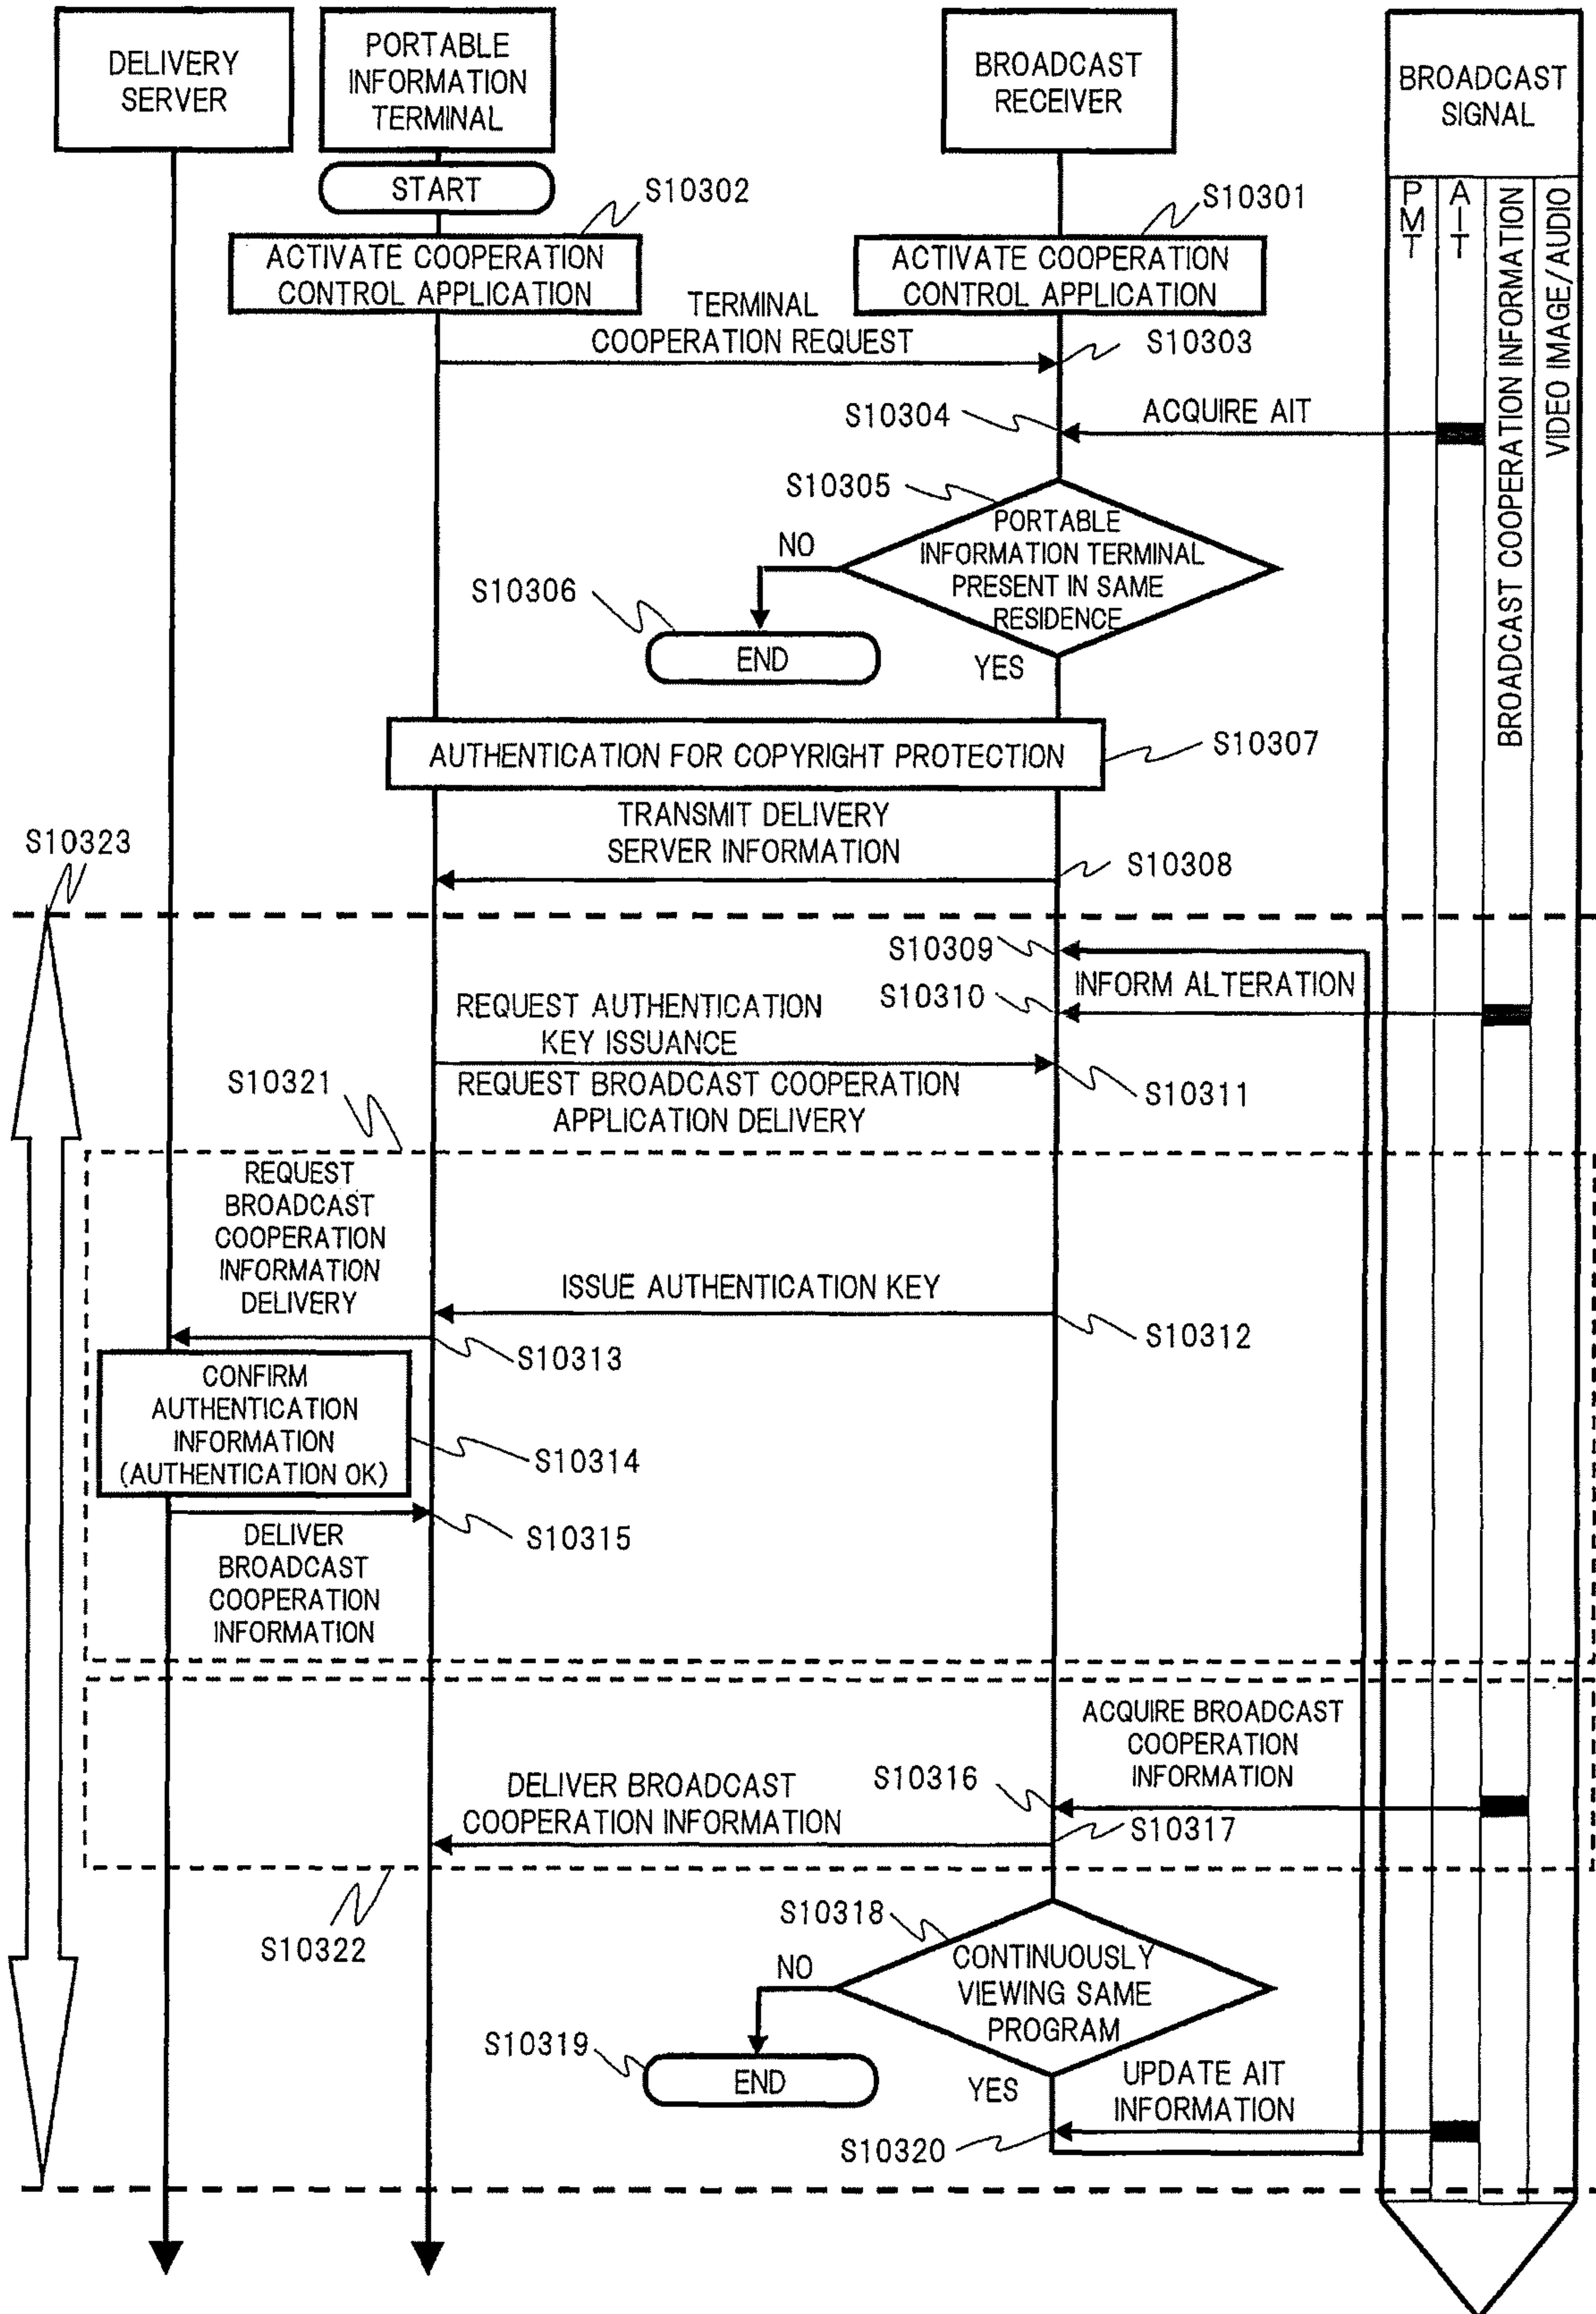 DELIVERY
SERVER
PORTABLE
INFORMATION
TERMINAL
BROADCAST
RECEIVER
BROADCAST
SIGNAL
PMT
AIT
BROADCAST COOPERATION INFORMATION
VIDEO IMAGE/AUDIO
START
S10302
S10301
ACTIVATE COOPERATION
CONTROL APPLICATION
ACTIVATE COOPERATION
CONTROL APPLICATION
TERMINAL
COOPERATION REQUEST
S10303
S10304
ACQUIRE AIT
S10305
PORTABLE
INFORMATION TERMINAL
PRESENT IN SAME
RESIDENCE
NO
S10306
END
YES
AUTHENTICATION FOR COPYRIGHT PROTECTION
S10307
TRANSMIT DELIVERY
SERVER INFORMATION
S10308
S10323
S10309
INFORM ALTERATION
S10310
REQUEST AUTHENTICATION
KEY ISSUANCE
REQUEST BROADCAST COOPERATION
APPLICATION DELIVERY
S10311
S10321
REQUEST
BROADCAST
COOPERATION
INFORMATION
DELIVERY
ISSUE AUTHENTICATION KEY
S10312
S10313
CONFIRM
AUTHENTICATION
INFORMATION
(AUTHENTICATION OK)
S10314
S10315
DELIVER
BROADCAST
COOPERATION
INFORMATION
ACQUIRE BROADCAST
COOPERATION
INFORMATION
S10316
DELIVER BROADCAST
COOPERATION INFORMATION
S10317
S10322
S10318
CONTINUOUSLY
VIEWING SAME
PROGRAM
NO
S10319
END
YES
UPDATE AIT
INFORMATION
S10320